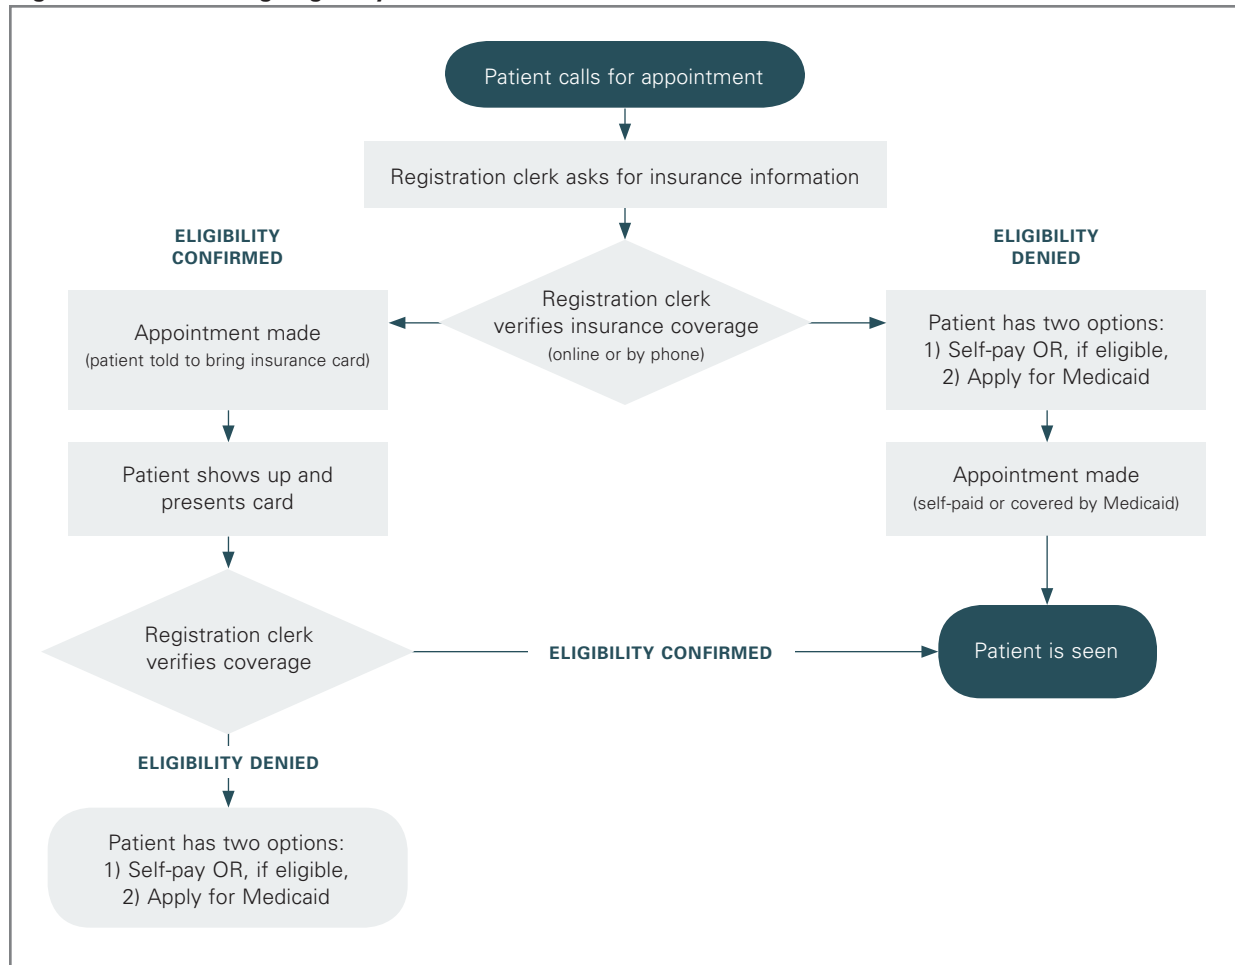 Patient calls for appointment
Registration clerk asks for insurance information
ELIGIBILITY
CONFIRMED
ELIGIBILITY
DENIED
Registration clerk
verifies insurance coverage
(online or by phone)
Appointment made
(patient told to bring insurance card)
Patient has two options:
1) Self-pay OR, if eligible,
2) Apply for Medicaid
Patient shows up and
presents card
Appointment made
(self-paid or covered by Medicaid)
Registration clerk
verifies coverage
ELIGIBILITY CONFIRMED
Patient is seen
ELIGIBILITY DENIED
Patient has two options:
1) Self-pay OR, if eligible,
2) Apply for Medicaid